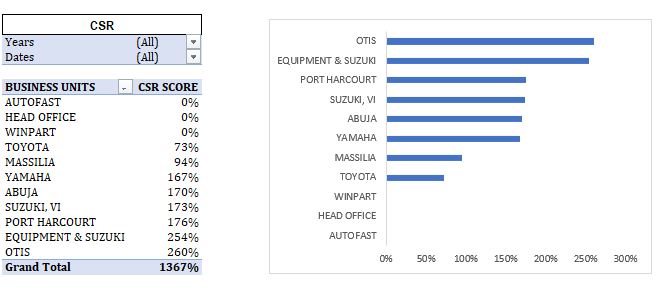 CSR
Years (All)
Dates (All)
BUSINESS UNITS CSR SCORE
AUTOFAST 0%
HEAD OFFICE 0%
WINPART 0%
TOYOTA 73%
MASSILIA 94%
YAMAHA 167%
ABUJA 170%
SUZUKI, VI 173%
PORT HARCOURT 176%
EQUIPMENT & SUZUKI 254%
OTIS 260%
Grand Total 1367%
OTIS
EQUIPMENT & SUZUKI
PORT HARCOURT
SUZUKI, VI
ABUJA
YAMAHA
MASSILIA
TOYOTA
WINPART
HEAD OFFICE
AUTOFAST
0% 50% 100% 150% 200% 250% 300%